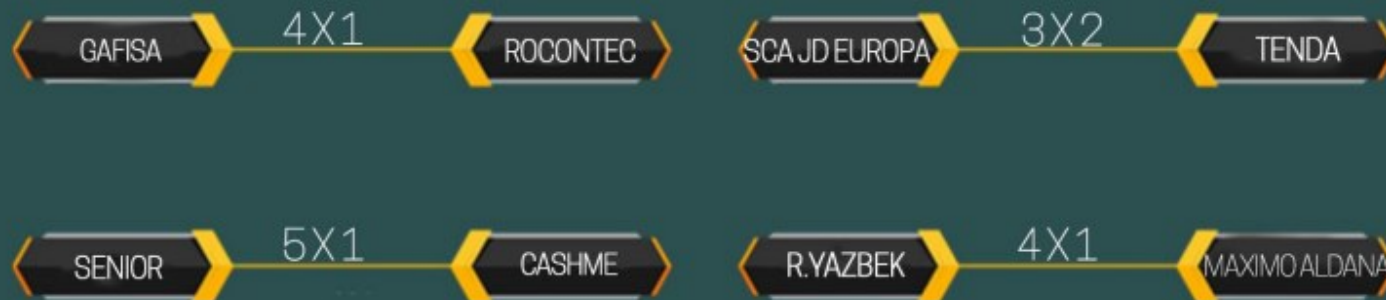 GAFISA 4X1 ROCONTEC
SCA JD EUROPA 3X2 TENDA
SENIOR 5X1 CASHME
R.YAZBEK 4X1 MAXIMO ALDANA